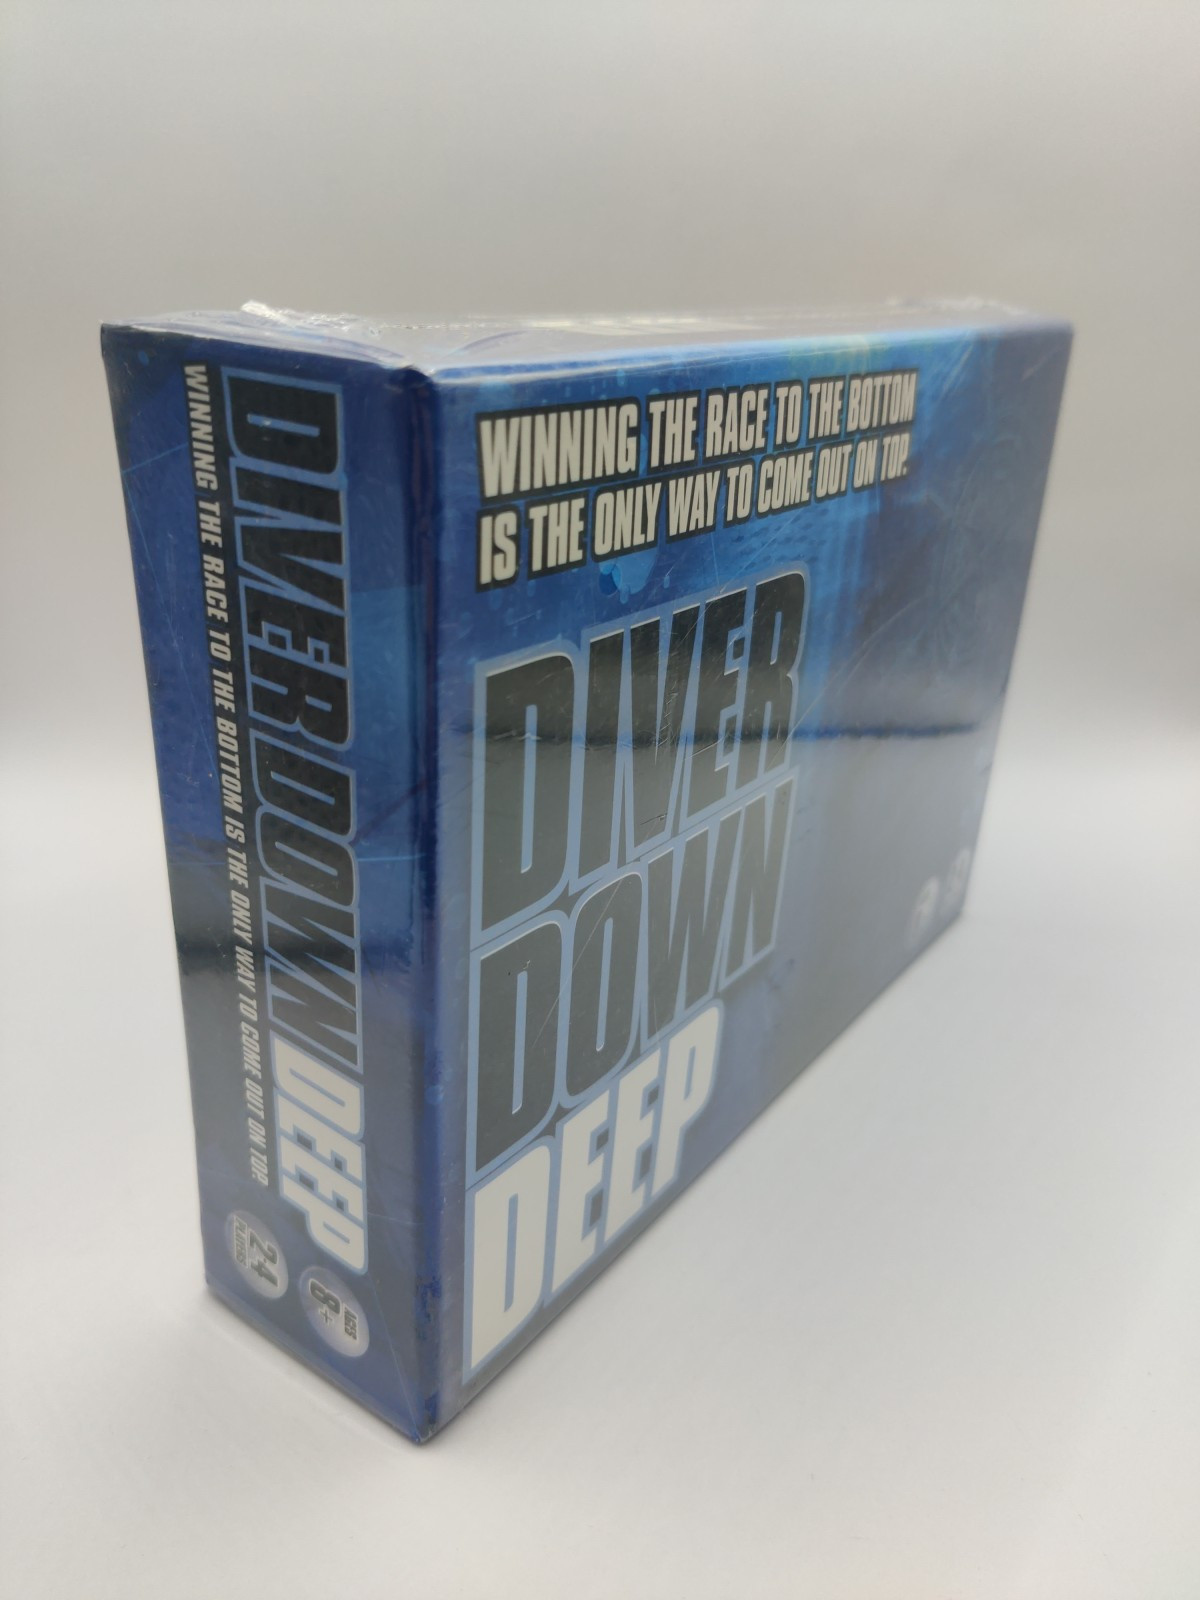 DIVER DOWN DEEP
WINNING THE RACE TO THE BOTTOM IS THE ONLY WAY TO COME OUT ON TOP.
2-4
PLAYERS
AGES
8+
WINNING THE RACE TO THE BOTTOM
IS THE ONLY WAY TO COME OUT ON TOP.
DIVER
DOWN
DEEP